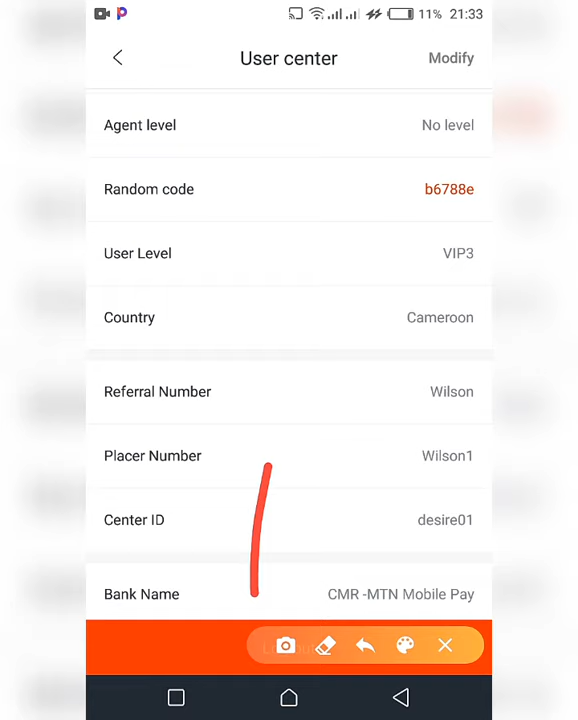 11% 21:33
User center Modify
Agent level No level
Random code b6788e
User Level VIP3
Country Cameroon
Referral Number Wilson
Placer Number Wilson1
Center ID desire01
Bank Name CMR -MTN Mobile Pay